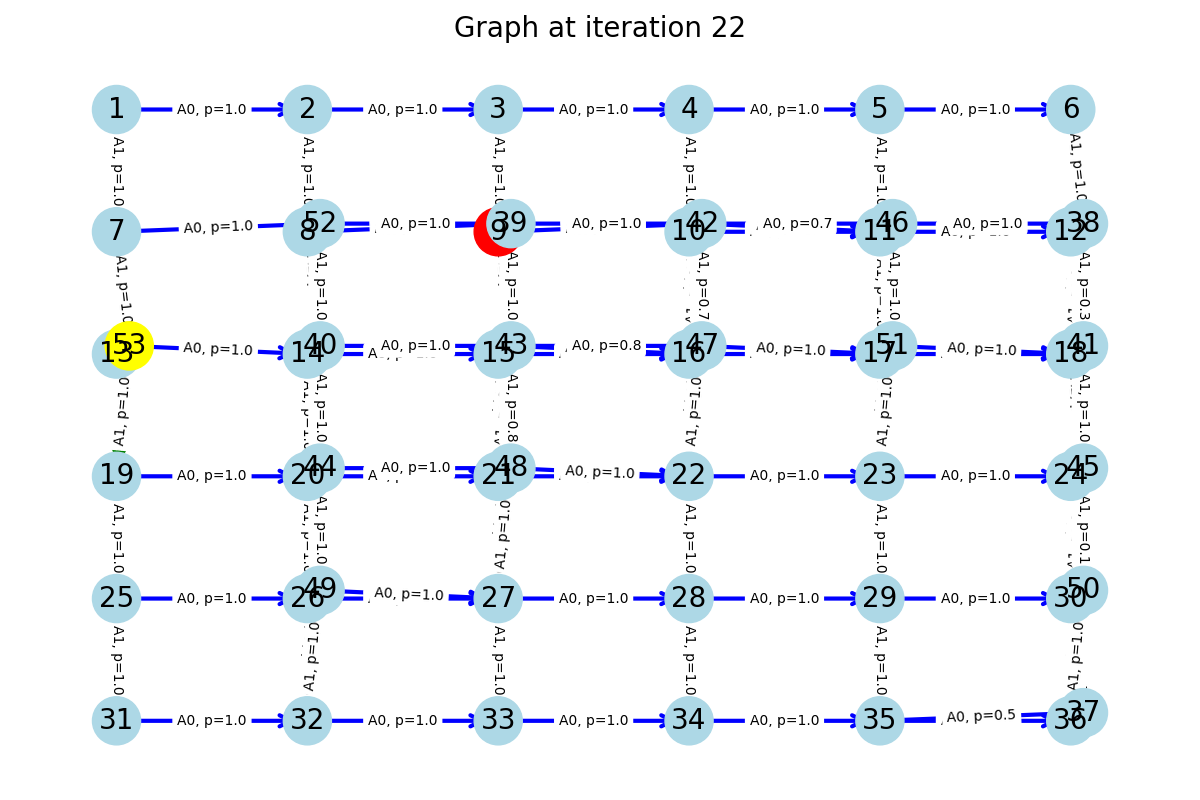 Graph at iteration 22
1 A0, p=1.0 2 A0, p=1.0 3 A0, p=1.0 4 A0, p=1.0 5 A0, p=1.0 6
A1, p=1.0 A1, p=1.0 A1, p=1.0 A1, p=1.0 A1, p=1.0 A1, p=1.0
7 A0, p=1.0 8 52 A0, p=1.0 9 39 A0, p=1.0 10 42 A0, p=0.7 11 46 A0, p=1.0 12 38
A1, p=1.0 A1, p=1.0 A1, p=1.0 A1, p=0.7 A1, p=1.0 A1, p=0.3
13 53 A0, p=1.0 14 40 A0, p=1.0 15 43 A0, p=0.8 16 47 A0, p=1.0 17 51 A0, p=1.0 18 41
A1, p=1.0 A1, p=1.0 A1, p=0.8 A1, p=1.0 A1, p=1.0 A1, p=1.0
19 A0, p=1.0 20 44 A0, p=1.0 21 48 A0, p=1.0 22 A0, p=1.0 23 A0, p=1.0 24 45
A1, p=1.0 A1, p=1.0 A1, p=1.0 A1, p=1.0 A1, p=1.0 A1, p=0.1
25 A0, p=1.0 26 49 A0, p=1.0 27 A0, p=1.0 28 A0, p=1.0 29 A0, p=1.0 30 50
A1, p=1.0 A1, p=1.0 A1, p=1.0 A1, p=1.0 A1, p=1.0 A1, p=1.0
31 A0, p=1.0 32 A0, p=1.0 33 A0, p=1.0 34 A0, p=1.0 35 A0, p=0.5 36 37